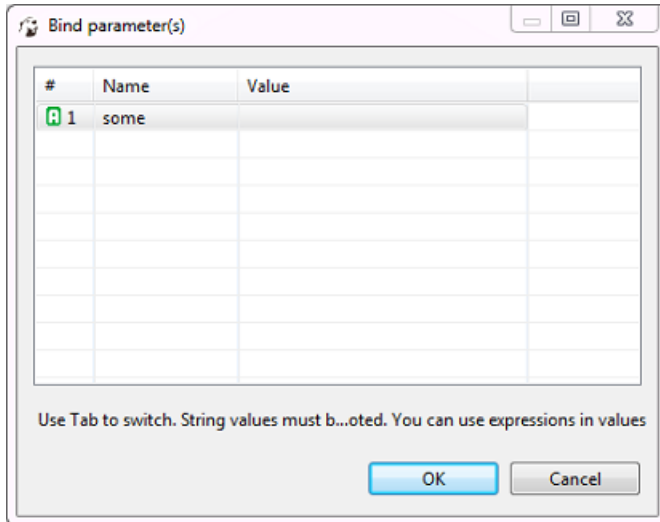 Bind parameter(s)
# Name Value
1 some
Use Tab to switch. String values must b...oted. You can use expressions in values
OK Cancel